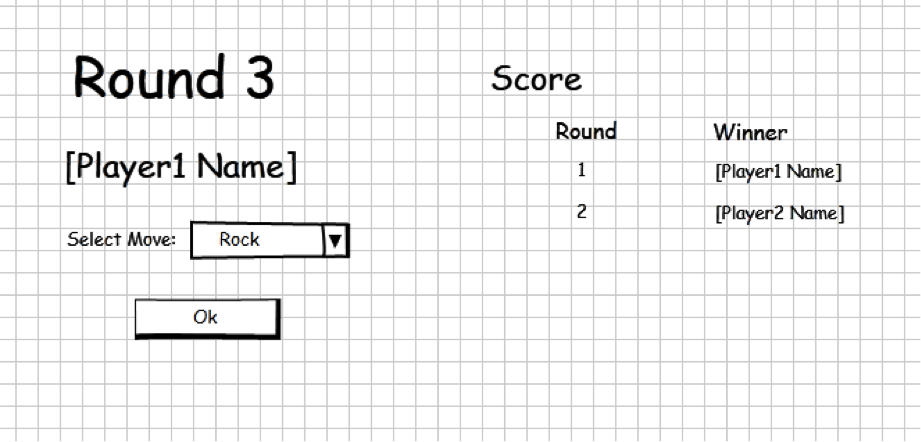 Round 3
[Player1 Name]
Select Move: Rock
Ok
Score
Round Winner
1 [Player1 Name]
2 [Player2 Name]